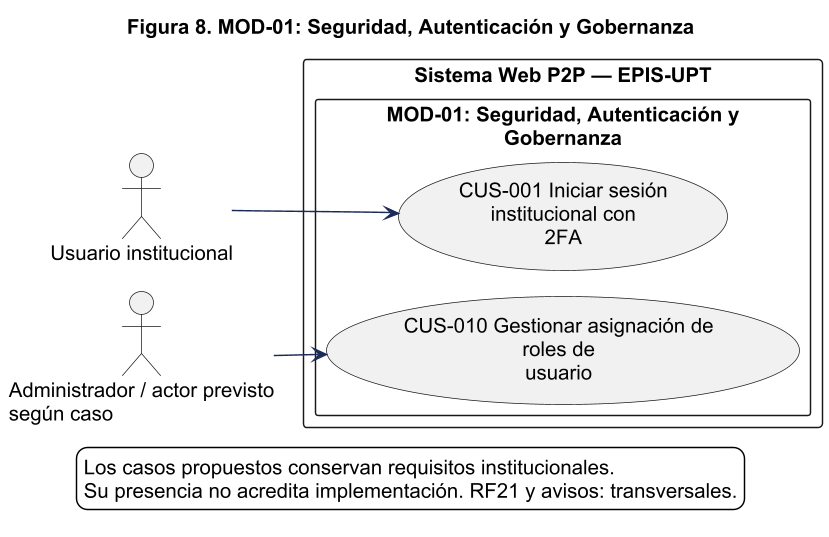 Figura 8. MOD-01: Seguridad, Autenticación y Gobernanza
Sistema Web P2P — EPIS-UPT
MOD-01: Seguridad, Autenticación y
Gobernanza
CUS-001 Iniciar sesión
institucional con
2FA
Usuario institucional
CUS-010 Gestionar asignación de
roles de
usuario
Administrador / actor previsto
según caso
Los casos propuestos conservan requisitos institucionales.
Su presencia no acredita implementación. RF21 y avisos: transversales.